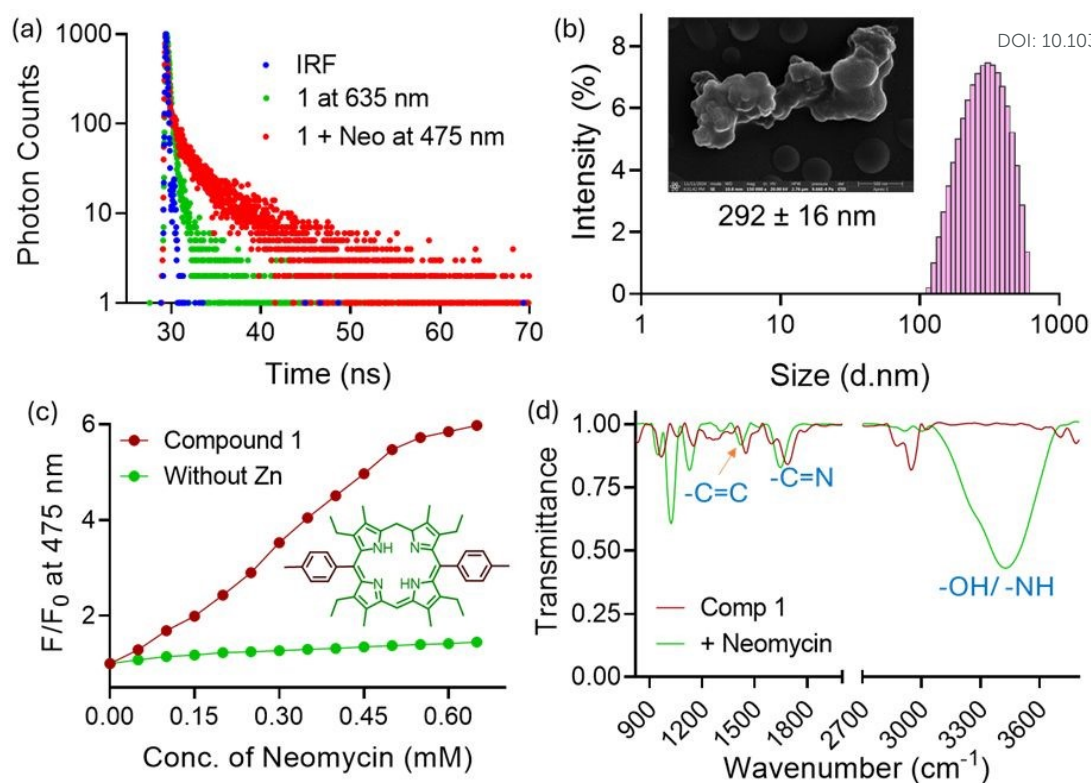 (a)
1000
100
10
1
Photon Counts
IRF
1 at 635 nm
1 + Neo at 475 nm
30 40 50 60 70
Time (ns)
(b)
DOI: 10.103
8
6
4
2
0
Intensity (%)
292 ± 16 nm
1 10 100 1000
Size (d.nm)
(c)
6
4
2
F/F₀ at 475 nm
Compound 1
Without Zn
NH N
N HN
0.00 0.15 0.30 0.45 0.60
Conc. of Neomycin (mM)
(d)
1.00
0.75
0.50
0.25
0.00
Transmittance
-C=C
-C=N
-OH/ -NH
Comp 1
+ Neomycin
900 1200 1500 1800 2700 3000 3300 3600
Wavenumber (cm⁻¹)